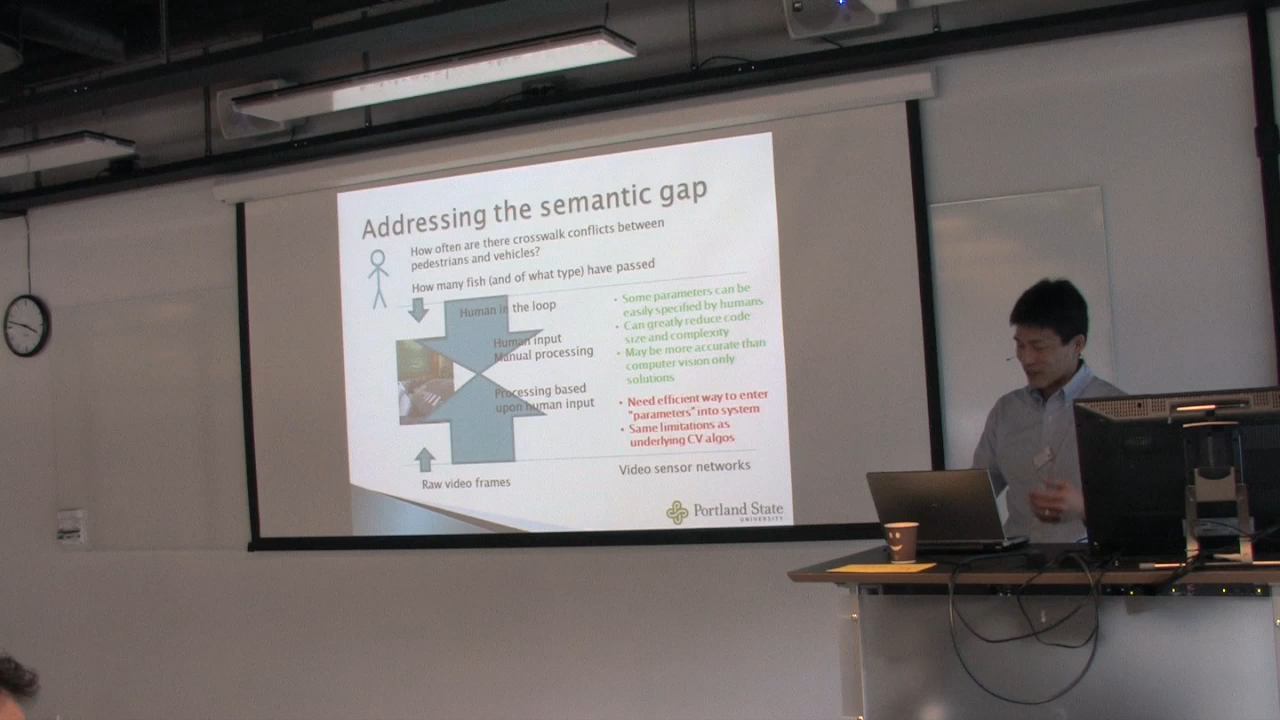 Addressing the semantic gap
How often are there crosswalk conflicts between
pedestrians and vehicles?
How many fish (and of what type) have passed
Human in the loop
Human input
Manual processing
Processing based
upon human input
Raw video frames
• Some parameters can be
easily specified by humans
• Can greatly reduce code
size and complexity
• May be more accurate than
computer vision only
solutions
• Need efficient way to enter
"parameters" into system
• Same limitations as
underlying CV algos
Video sensor networks
Portland State
UNIVERSITY